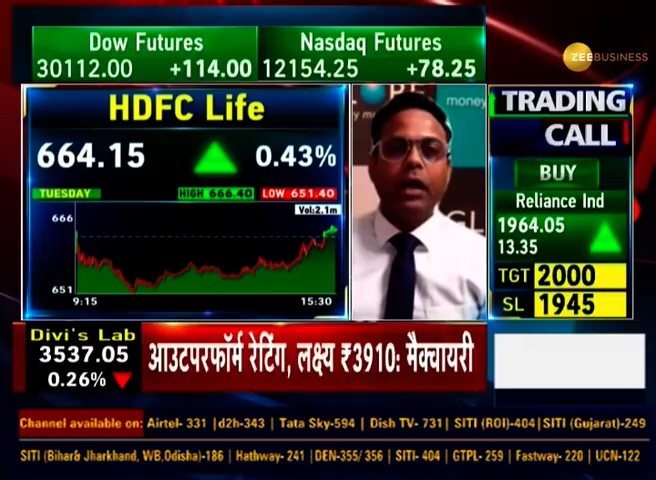 Dow Futures
30112.00 +114.00
Nasdaq Futures
12154.25 +78.25
ZEE BUSINESS
HDFC Life
664.15 0.43%
TUESDAY HIGH 666.40 LOW 651.40
Vol:2.1m
666
651
9:15 15:30
money
TRADING
CALL
BUY
Reliance Ind
1964.05
13.35
TGT 2000
SL 1945
Divi's Lab
3537.05
0.26%
आउटपरफॉर्म रेटिंग, लक्ष्य ₹3910: मैक्वायरी
Channel available on: Airtel- 331 |d2h-343 | Tata Sky-594 | Dish TV- 731| SITI (ROI)-404|SITI (Gujarat)-249
SITI (Bihar& Jharkhand, WB,Odisha)-186 | Hathway- 241 |DEN-355/ 356 | SITI- 404 | GTPL- 259 | Fastway- 220 | UCN-122